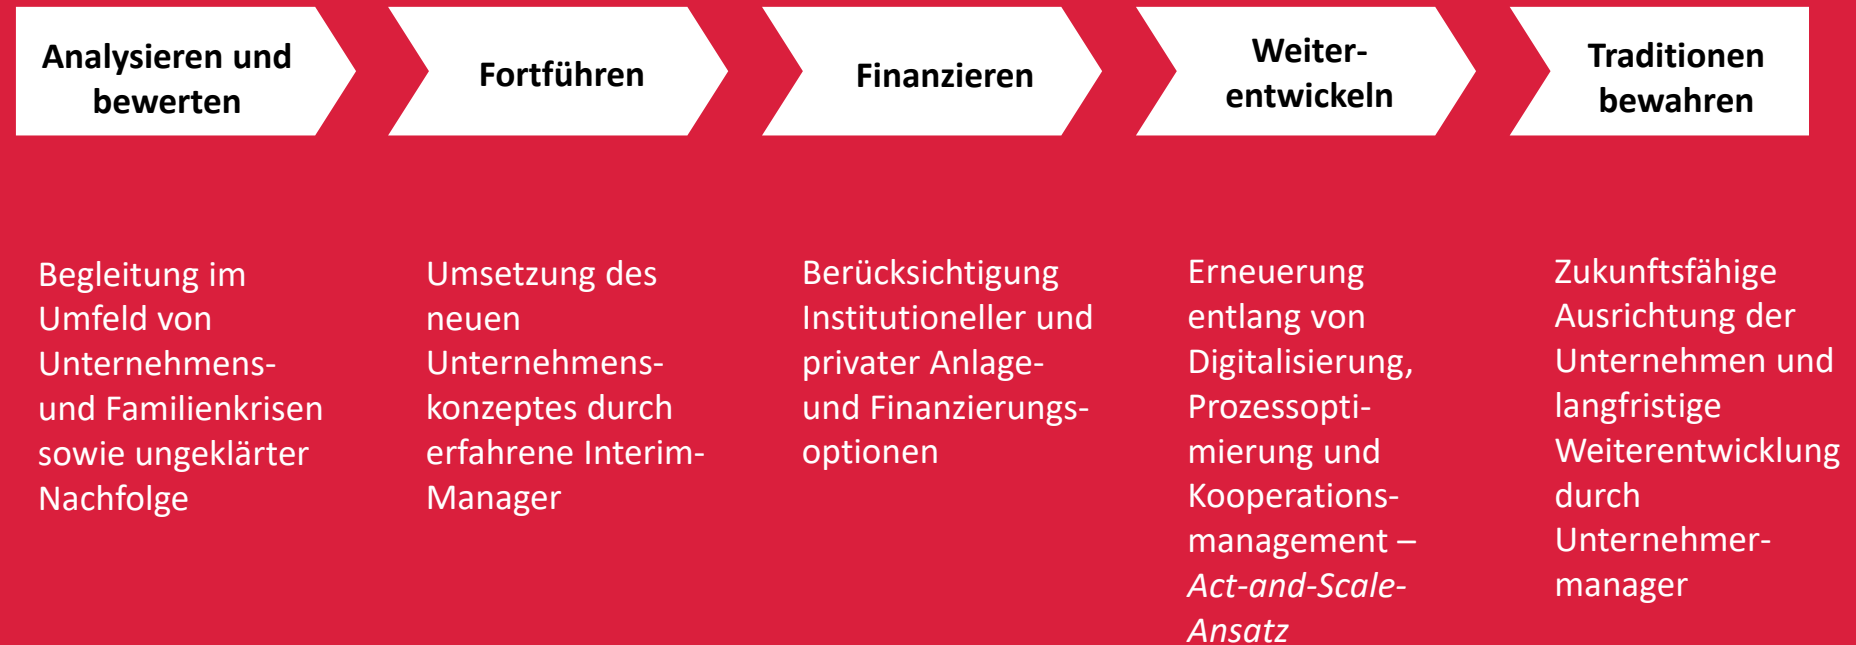 Analysieren und
bewerten
Fortführen
Finanzieren
Weiter-
entwickeln
Traditionen
bewahren
Begleitung im
Umfeld von
Unternehmens-
und Familienkrisen
sowie ungeklärter
Nachfolge
Umsetzung des
neuen
Unternehmens-
konzeptes durch
erfahrene Interim-
Manager
Berücksichtigung
Institutioneller und
privater Anlage-
und Finanzierungs-
optionen
Erneuerung
entlang von
Digitalisierung,
Prozessopti-
mierung und
Kooperations-
management –
Act-and-Scale-
Ansatz
Zukunftsfähige
Ausrichtung der
Unternehmen und
langfristige
Weiterentwicklung
durch
Unternehmer-
manager